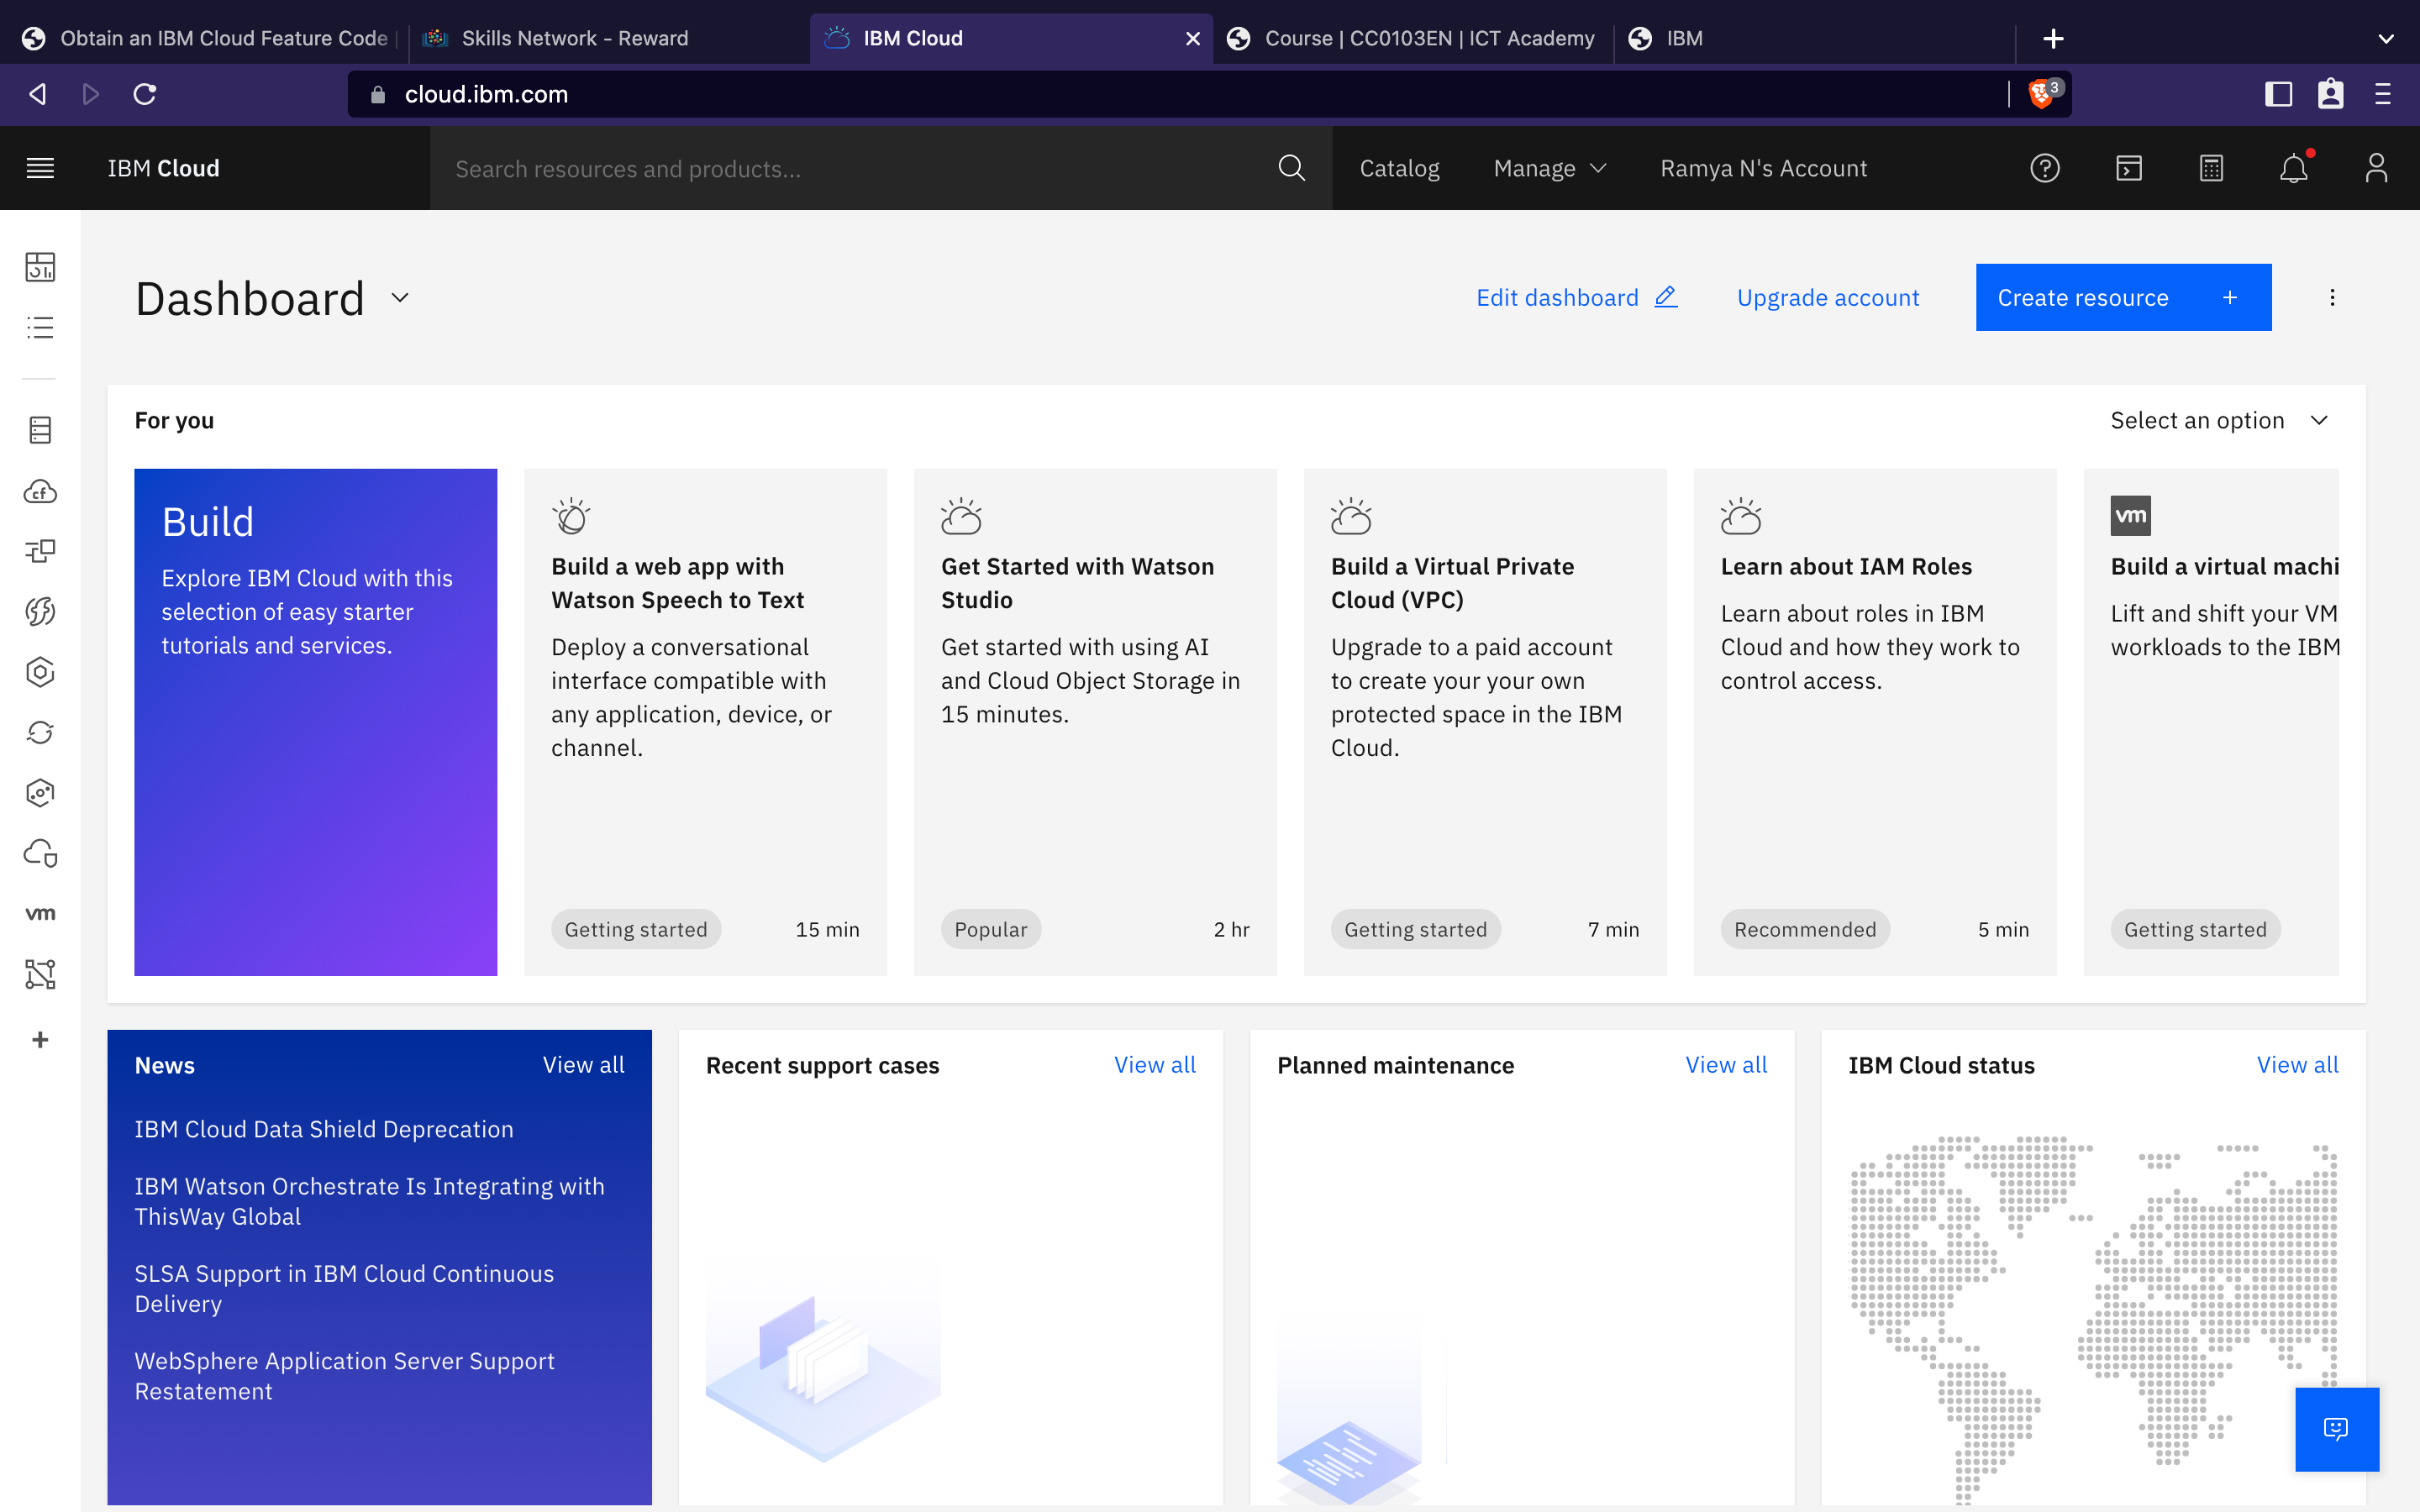 Obtain an IBM Cloud Feature Code
Skills Network - Reward
IBM Cloud
Course | CC0103EN | ICT Academy
IBM
cloud.ibm.com
3
IBM Cloud
Search resources and products...
Catalog
Manage
Ramya N's Account
Dashboard
Edit dashboard
Upgrade account
Create resource +
For you
Select an option
Build
Explore IBM Cloud with this
selection of easy starter
tutorials and services.
Build a web app with
Watson Speech to Text
Deploy a conversational
interface compatible with
any application, device, or
channel.
Getting started
15 min
Get Started with Watson
Studio
Get started with using AI
and Cloud Object Storage in
15 minutes.
Popular
2 hr
Build a Virtual Private
Cloud (VPC)
Upgrade to a paid account
to create your your own
protected space in the IBM
Cloud.
Getting started
7 min
Learn about IAM Roles
Learn about roles in IBM
Cloud and how they work to
control access.
Recommended
5 min
vm
Build a virtual machi
Lift and shift your VM
workloads to the IBM
Getting started
cf
vm
News
View all
IBM Cloud Data Shield Deprecation
IBM Watson Orchestrate Is Integrating with
ThisWay Global
SLSA Support in IBM Cloud Continuous
Delivery
WebSphere Application Server Support
Restatement
Recent support cases
View all
Planned maintenance
View all
IBM Cloud status
View all